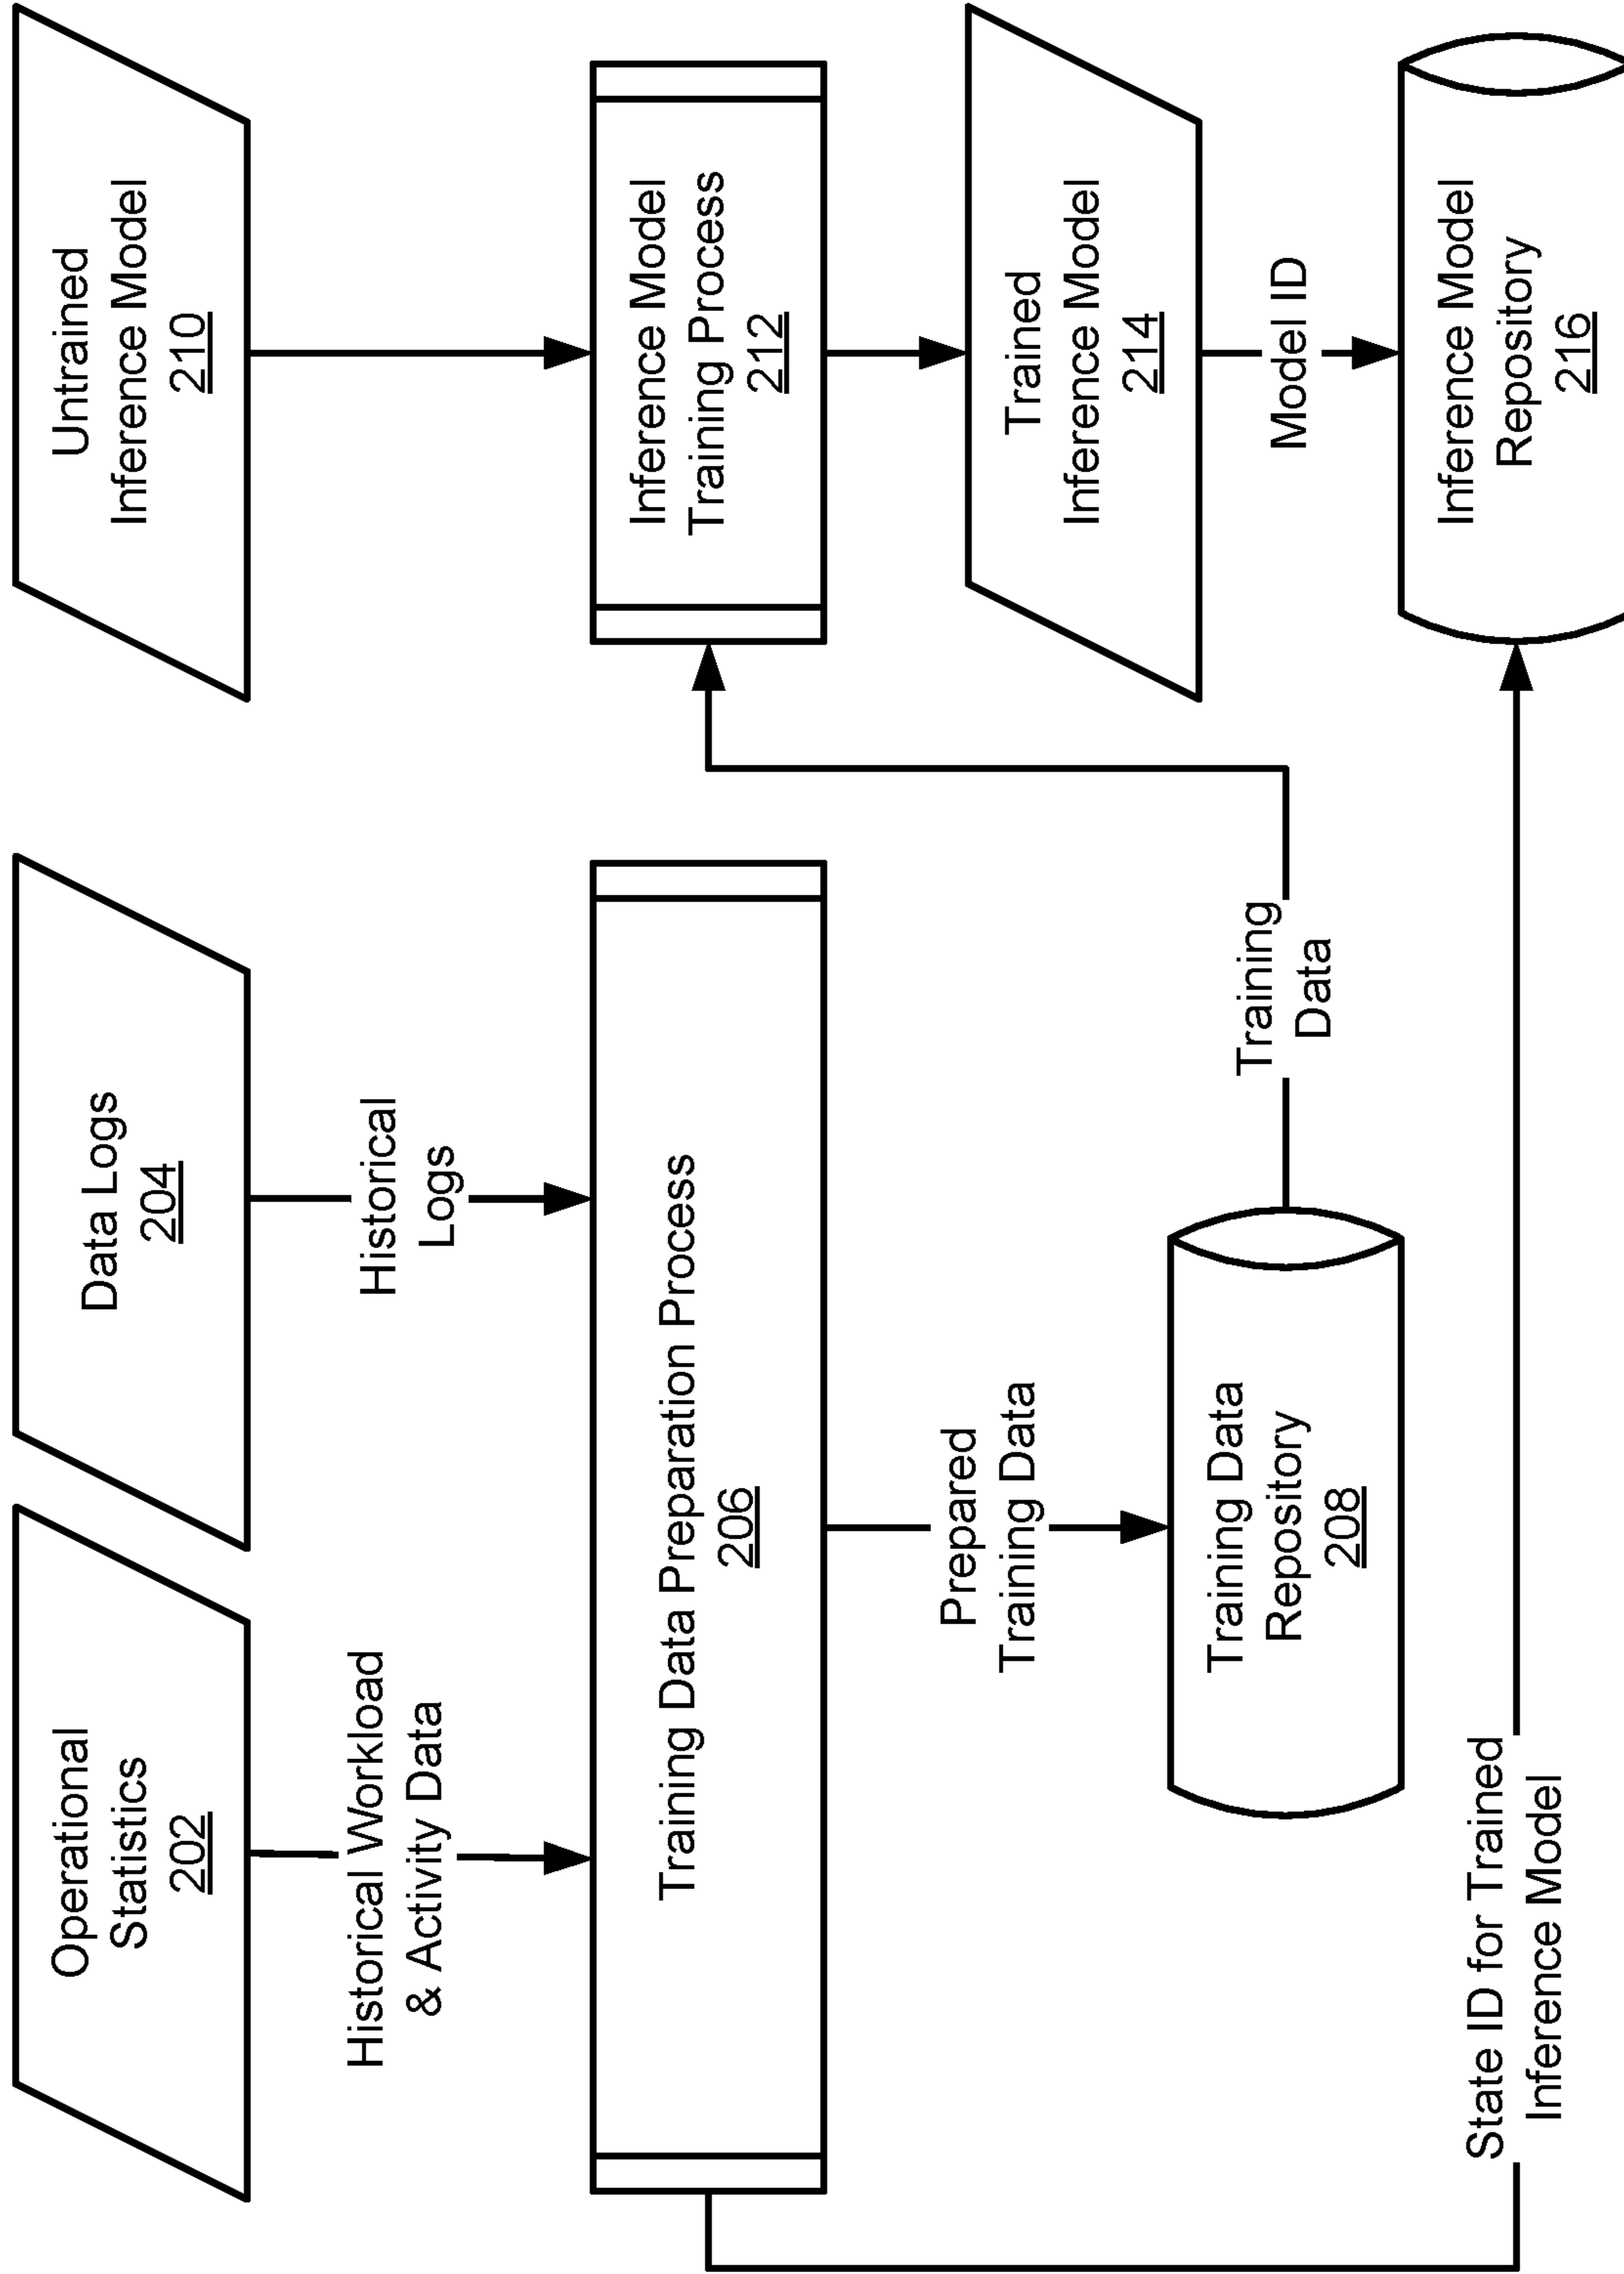 Operational
Statistics
202
Data Logs
204
Untrained
Inference Model
210
Historical Workload
& Activity Data
Historical
Logs
Training Data Preparation Process
206
Inference Model
Training Process
212
Prepared
Training Data
Trained
Inference Model
214
Training Data
Repository
208
Training
Data
Model ID
State ID for Trained
Inference Model
Inference Model
Repository
216